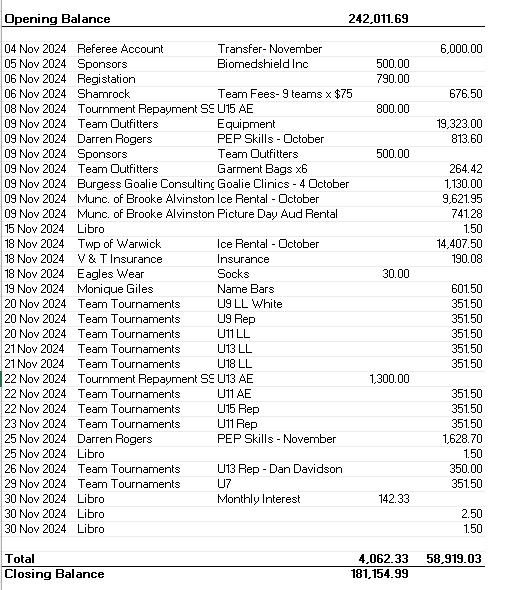 Opening Balance 242,011.69
04 Nov 2024 Referee Account Transfer- November 6,000.00
05 Nov 2024 Sponsors Biomedshield Inc 500.00
06 Nov 2024 Registation 790.00
06 Nov 2024 Shamrock Team Fees- 9 teams x $75 676.50
08 Nov 2024 Tournment Repayment SS U15 AE 800.00
09 Nov 2024 Team Outfitters Equipment 19,323.00
09 Nov 2024 Darren Rogers PEP Skills - October 813.60
09 Nov 2024 Sponsors Team Outfitters 500.00
09 Nov 2024 Team Outfitters Garment Bags x6 264.42
09 Nov 2024 Burgess Goalie Consulting Goalie Clinics - 4 October 1,130.00
09 Nov 2024 Munc. of Brooke Alvinston Ice Rental - October 9,621.95
09 Nov 2024 Munc. of Brooke Alvinston Picture Day Aud Rental 741.28
15 Nov 2024 Libro 1.50
18 Nov 2024 Twp of Warwick Ice Rental - October 14,407.50
18 Nov 2024 V & T Insurance Insurance 190.08
18 Nov 2024 Eagles Wear Socks 30.00
19 Nov 2024 Monique Giles Name Bars 601.50
20 Nov 2024 Team Tournaments U9 LL White 351.50
20 Nov 2024 Team Tournaments U9 Rep 351.50
20 Nov 2024 Team Tournaments U11 LL 351.50
21 Nov 2024 Team Tournaments U13 LL 351.50
21 Nov 2024 Team Tournaments U18 LL 351.50
22 Nov 2024 Tournment Repayment SS U13 AE 1,300.00
22 Nov 2024 Team Tournaments U11 AE 351.50
22 Nov 2024 Team Tournaments U15 Rep 351.50
23 Nov 2024 Team Tournaments U11 Rep 351.50
25 Nov 2024 Darren Rogers PEP Skills - November 1,628.70
25 Nov 2024 Libro 1.50
26 Nov 2024 Team Tournaments U13 Rep - Dan Davidson 350.00
29 Nov 2024 Team Tournaments U7 351.50
30 Nov 2024 Libro Monthly Interest 142.33
30 Nov 2024 Libro 2.50
30 Nov 2024 Libro 1.50
Total 4,062.33 58,919.03
Closing Balance 181,154.99